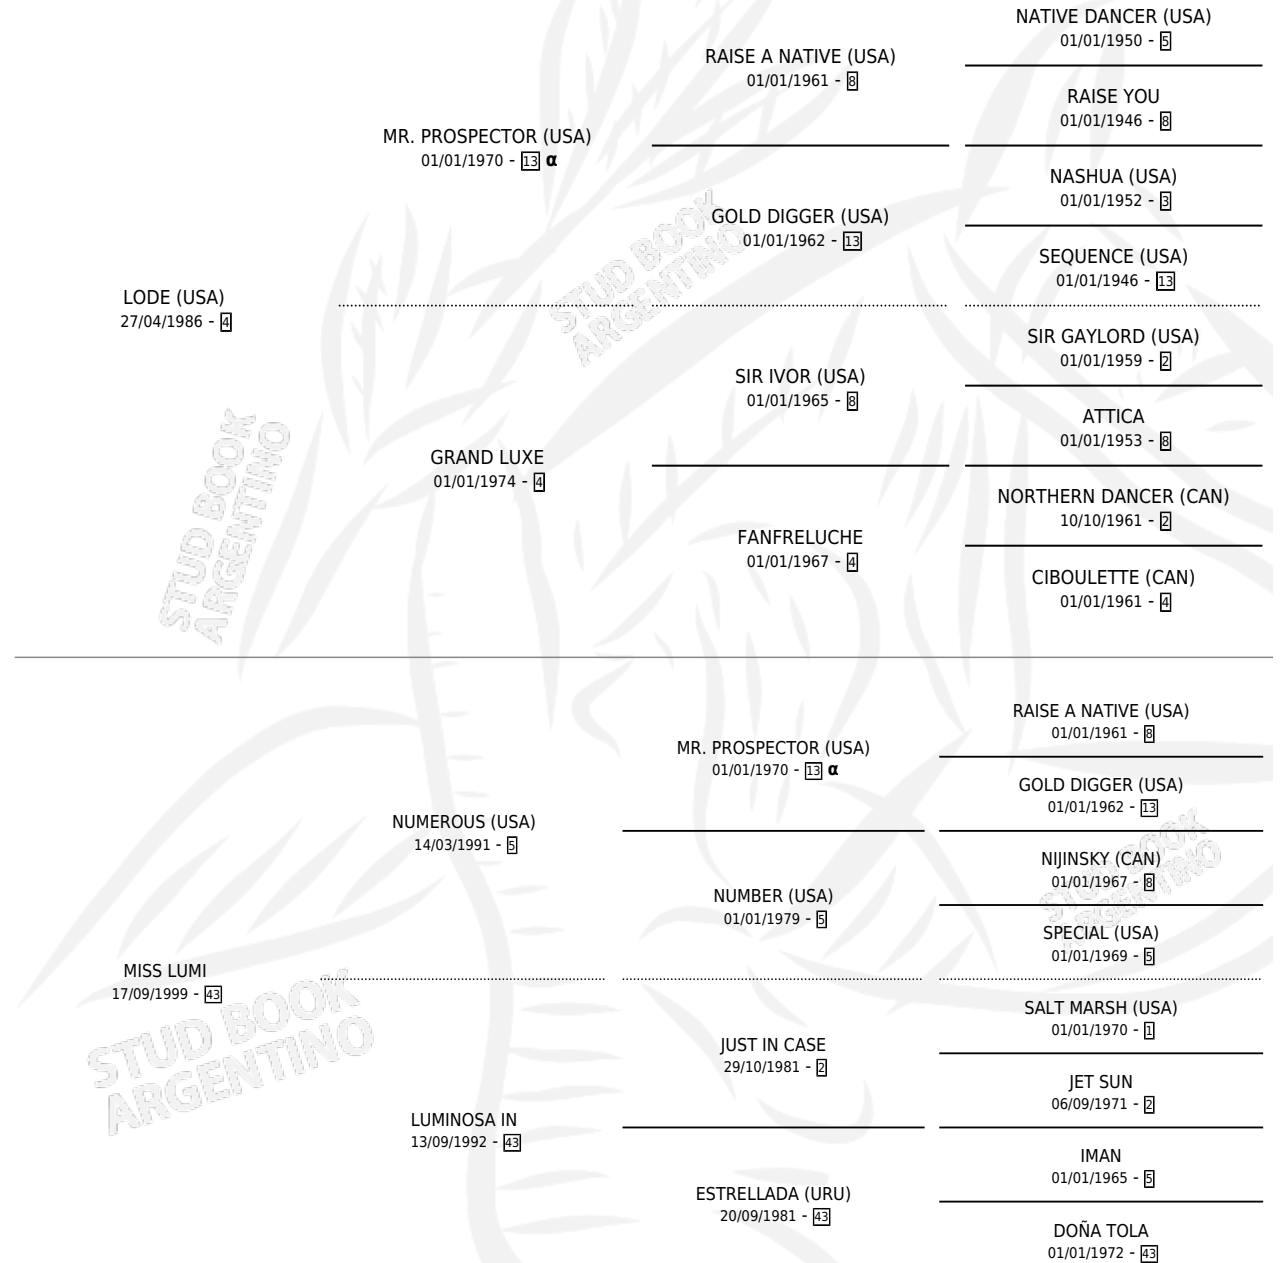 NATIVE DANCER (USA)
01/01/1950 - 5
RAISE A NATIVE (USA)
01/01/1961 - 8
RAISE YOU
01/01/1946 - 8
MR. PROSPECTOR (USA)
01/01/1970 - 13 α
NASHUA (USA)
01/01/1952 - 3
GOLD DIGGER (USA)
01/01/1962 - 13
SEQUENCE (USA)
01/01/1946 - 13
LODE (USA)
27/04/1986 - 4
SIR GAYLORD (USA)
01/01/1959 - 2
SIR IVOR (USA)
01/01/1965 - 8
ATTICA
01/01/1953 - 8
GRAND LUXE
01/01/1974 - 4
NORTHERN DANCER (CAN)
10/10/1961 - 2
FANFRELUCHE
01/01/1967 - 4
CIBOULETTE (CAN)
01/01/1961 - 4
RAISE A NATIVE (USA)
01/01/1961 - 8
MR. PROSPECTOR (USA)
01/01/1970 - 13 α
GOLD DIGGER (USA)
01/01/1962 - 13
NUMEROUS (USA)
14/03/1991 - 5
NIJINSKY (CAN)
01/01/1967 - 8
NUMBER (USA)
01/01/1979 - 5
SPECIAL (USA)
01/01/1969 - 5
MISS LUMI
17/09/1999 - 43
SALT MARSH (USA)
01/01/1970 - 1
JUST IN CASE
29/10/1981 - 2
JET SUN
06/09/1971 - 2
LUMINOSA IN
13/09/1992 - 43
IMAN
01/01/1965 - 5
ESTRELLADA (URU)
20/09/1981 - 43
DOÑA TOLA
01/01/1972 - 43
STUD BOOK
ARGENTINO
STUD BOOK
ARGENTINO
STUD BOOK
ARGENTINO
STUD BOOK
ARGENTINO